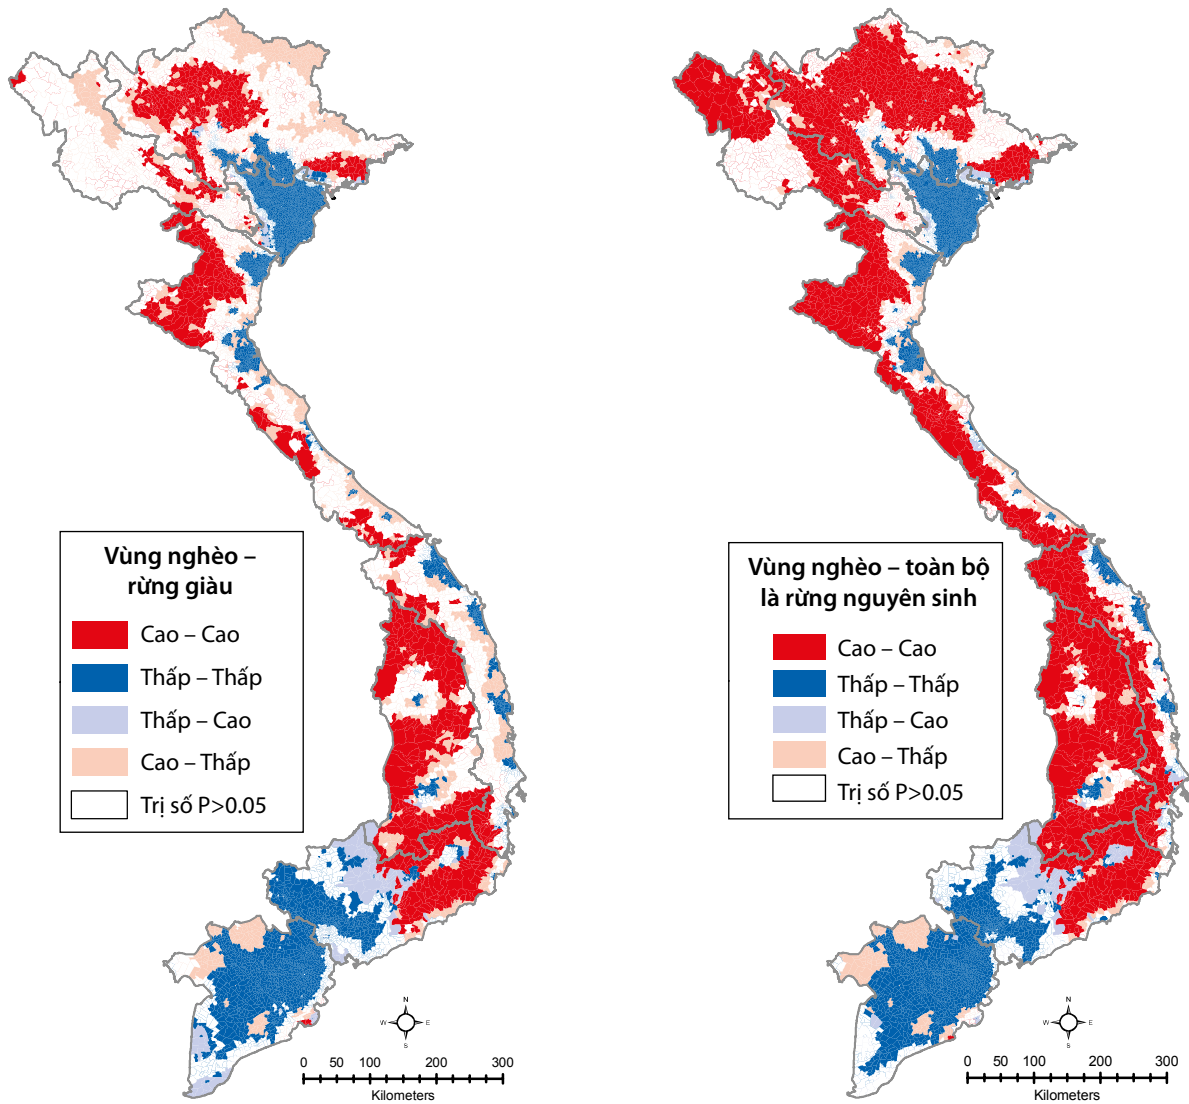 Vùng nghèo –
rừng giàu
Cao – Cao
Thấp – Thấp
Thấp – Cao
Cao – Thấp
Trị số P>0.05
N
W E
S
0 50 100 200 300
Kilometers
Vùng nghèo – toàn bộ
là rừng nguyên sinh
Cao – Cao
Thấp – Thấp
Thấp – Cao
Cao – Thấp
Trị số P>0.05
N
W E
S
0 50 100 200 300
Kilometers